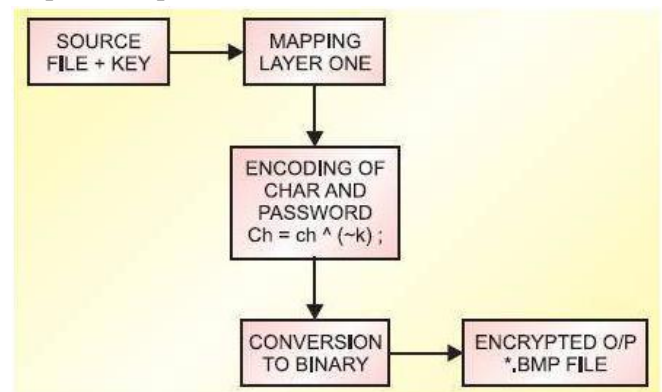 SOURCE
FILE + KEY
MAPPING
LAYER ONE
ENCODING OF
CHAR AND
PASSWORD
Ch = ch ^ (~k) ;
CONVERSION
TO BINARY
ENCRYPTED O/P
*.BMP FILE